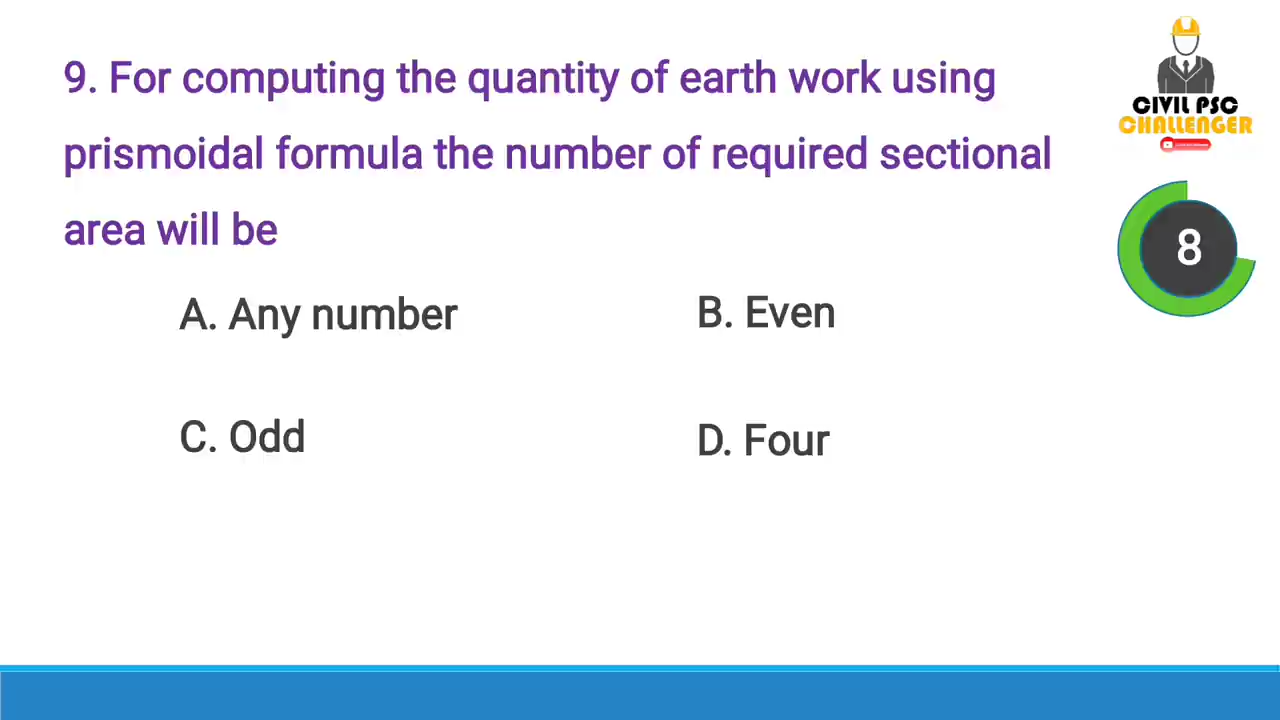 9. For computing the quantity of earth work using
prismoidal formula the number of required sectional
area will be
A. Any number
B. Even
C. Odd
D. Four
CIVIL PSC
CHALLENGER
8